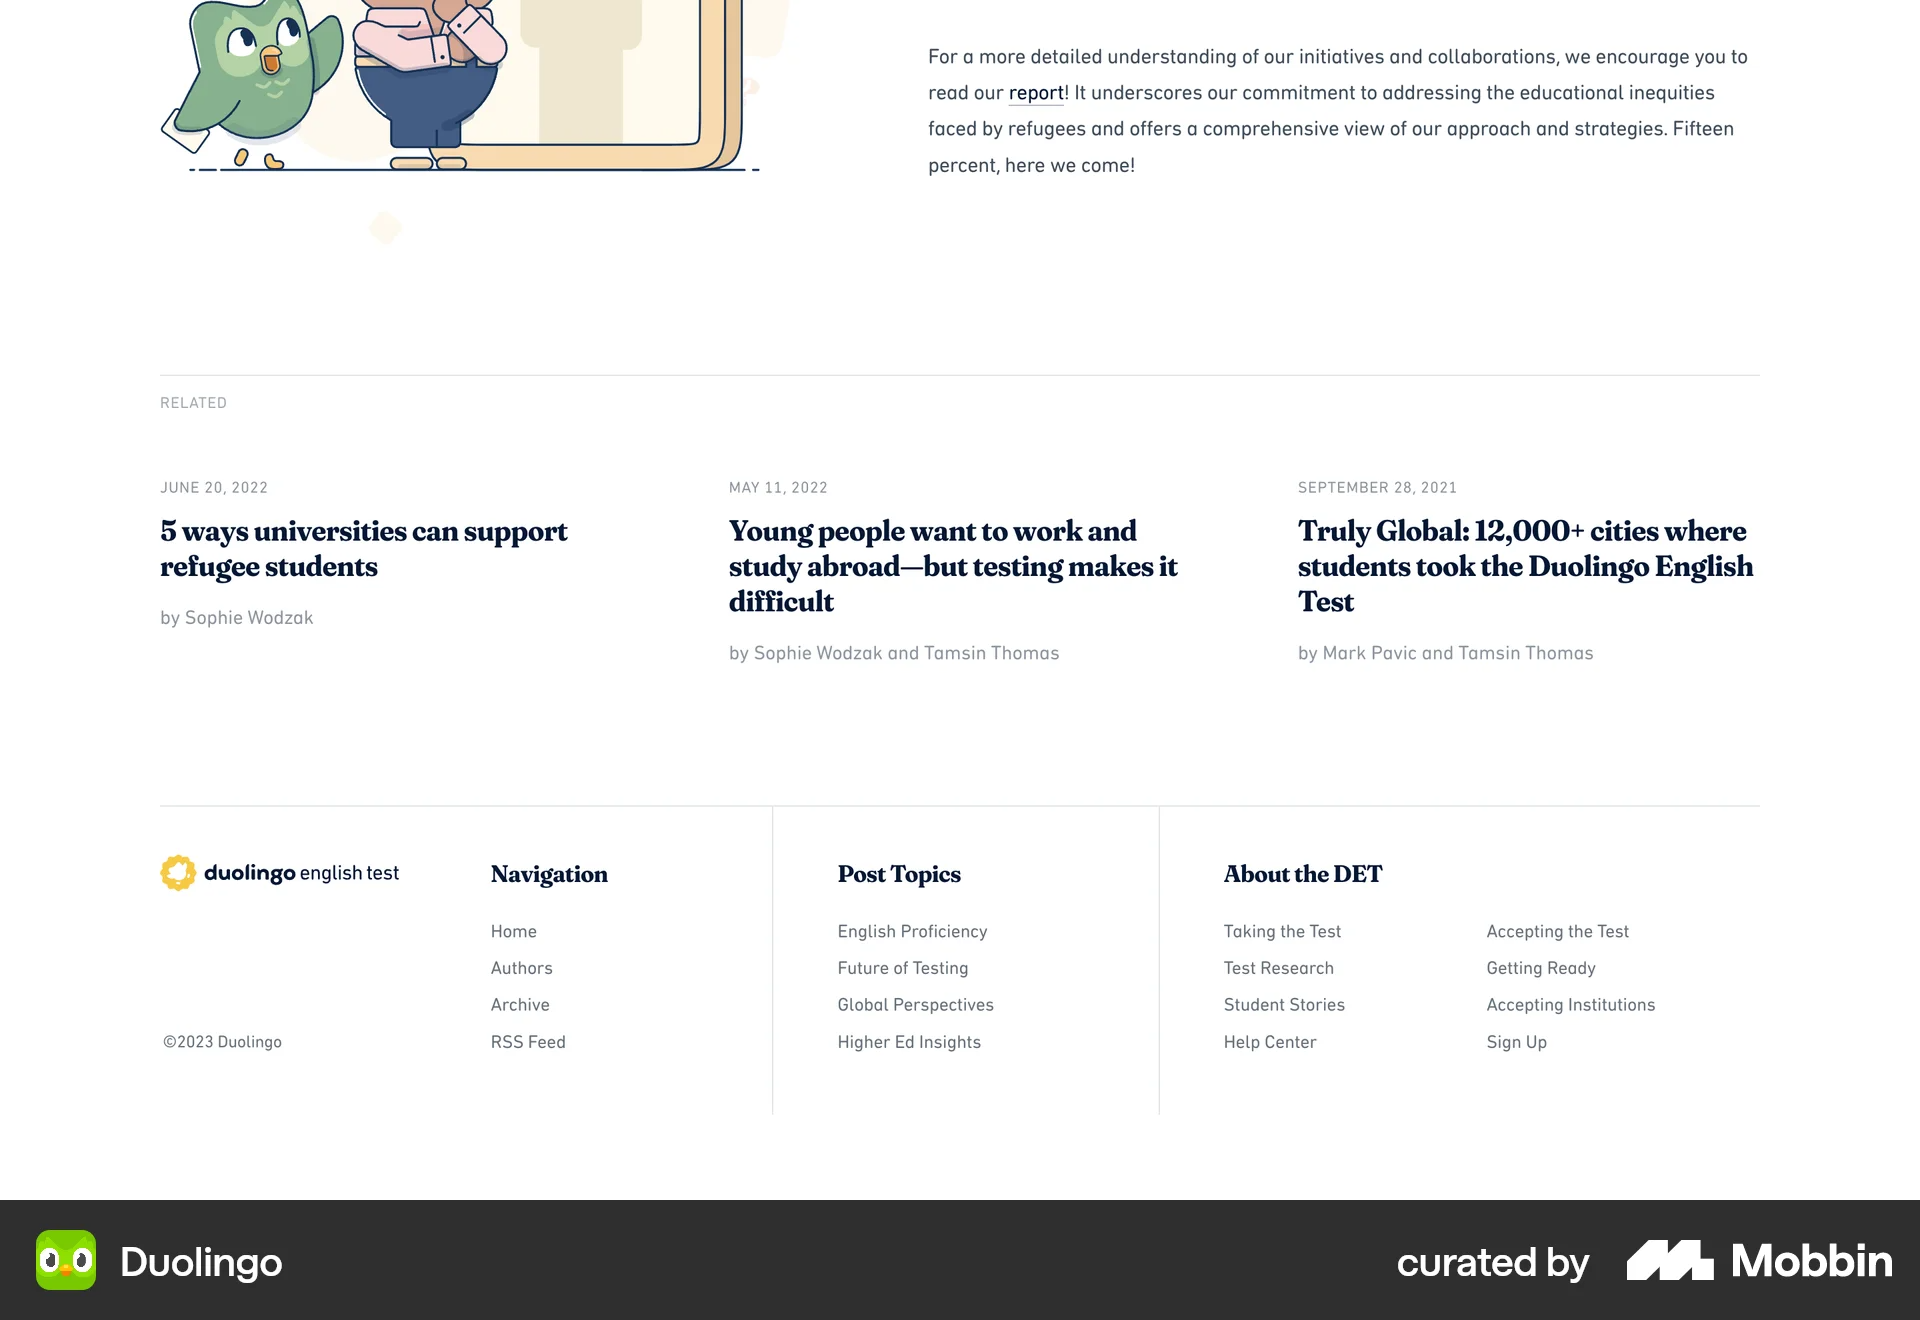 For a more detailed understanding of our initiatives and collaborations, we encourage you to
read our report! It underscores our commitment to addressing the educational inequities
faced by refugees and offers a comprehensive view of our approach and strategies. Fifteen
percent, here we come!
RELATED
JUNE 20, 2022
5 ways universities can support
refugee students
by Sophie Wodzak
MAY 11, 2022
Young people want to work and
study abroad—but testing makes it
difficult
by Sophie Wodzak and Tamsin Thomas
SEPTEMBER 28, 2021
Truly Global: 12,000+ cities where
students took the Duolingo English
Test
by Mark Pavic and Tamsin Thomas
duolingo english test
©2023 Duolingo
Navigation
Home
Authors
Archive
RSS Feed
Post Topics
English Proficiency
Future of Testing
Global Perspectives
Higher Ed Insights
About the DET
Taking the Test
Test Research
Student Stories
Help Center
Accepting the Test
Getting Ready
Accepting Institutions
Sign Up
Duolingo
curated by Mobbin